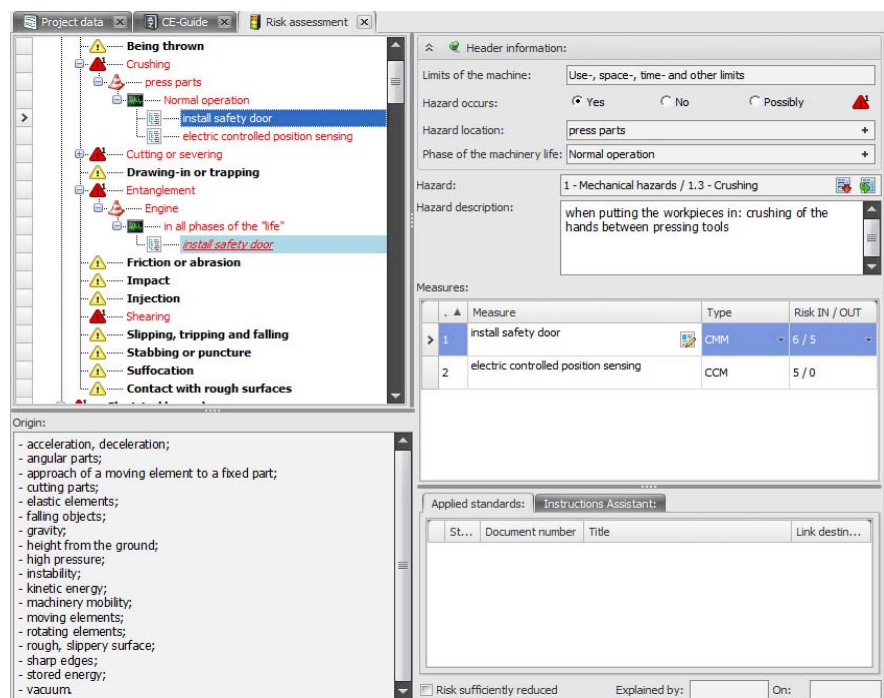 Project data CE-Guide Risk assessment
Being thrown
Crushing
press parts
Normal operation
install safety door
electric controlled position sensing
Cutting or severing
Drawing-in or trapping
Entanglement
Engine
in all phases of the "life"
install safety door
Friction or abrasion
Impact
Injection
Shearing
Slipping, tripping and falling
Stabbing or puncture
Suffocation
Contact with rough surfaces
Origin:
- acceleration, deceleration;
- angular parts;
- approach of a moving element to a fixed part;
- cutting parts;
- elastic elements;
- falling objects;
- gravity;
- height from the ground;
- high pressure;
- instability;
- kinetic energy;
- machinery mobility;
- moving elements;
- rotating elements;
- rough, slippery surface;
- sharp edges;
- stored energy;
- vacuum.
Header information:
Limits of the machine: Use-, space-, time- and other limits
Hazard occurs: Yes No Possibly
Hazard location: press parts
Phase of the machinery life: Normal operation
Hazard: 1 - Mechanical hazards / 1.3 - Crushing
Hazard description: when putting the workpieces in: crushing of the
hands between pressing tools
Measures:
. Measure Type Risk IN / OUT
1 install safety door CMM 6 / 5
2 electric controlled position sensing CCM 5 / 0
Applied standards: Instructions Assistant:
St... Document number Title Link destin...
Risk sufficiently reduced Explained by: On: